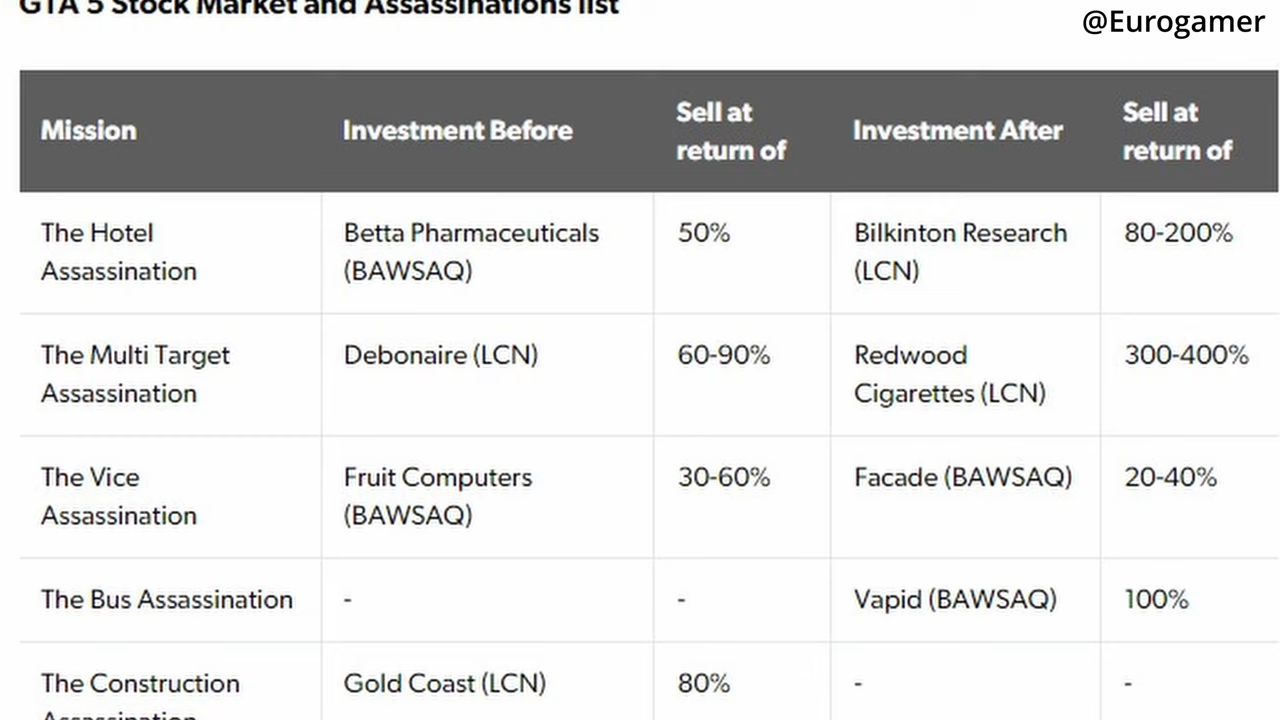 GTA 5 Stock Market and Assassinations list
@Eurogamer
Mission
Investment Before
Sell at
return of
Investment After
Sell at
return of
The Hotel
Assassination
Betta Pharmaceuticals
(BAWSAQ)
50%
Bilkinton Research
(LCN)
80-200%
The Multi Target
Assassination
Debonaire (LCN)
60-90%
Redwood
Cigarettes (LCN)
300-400%
The Vice
Assassination
Fruit Computers
(BAWSAQ)
30-60%
Facade (BAWSAQ)
20-40%
The Bus Assassination
-
-
Vapid (BAWSAQ)
100%
The Construction
Assassination
Gold Coast (LCN)
80%
-
-